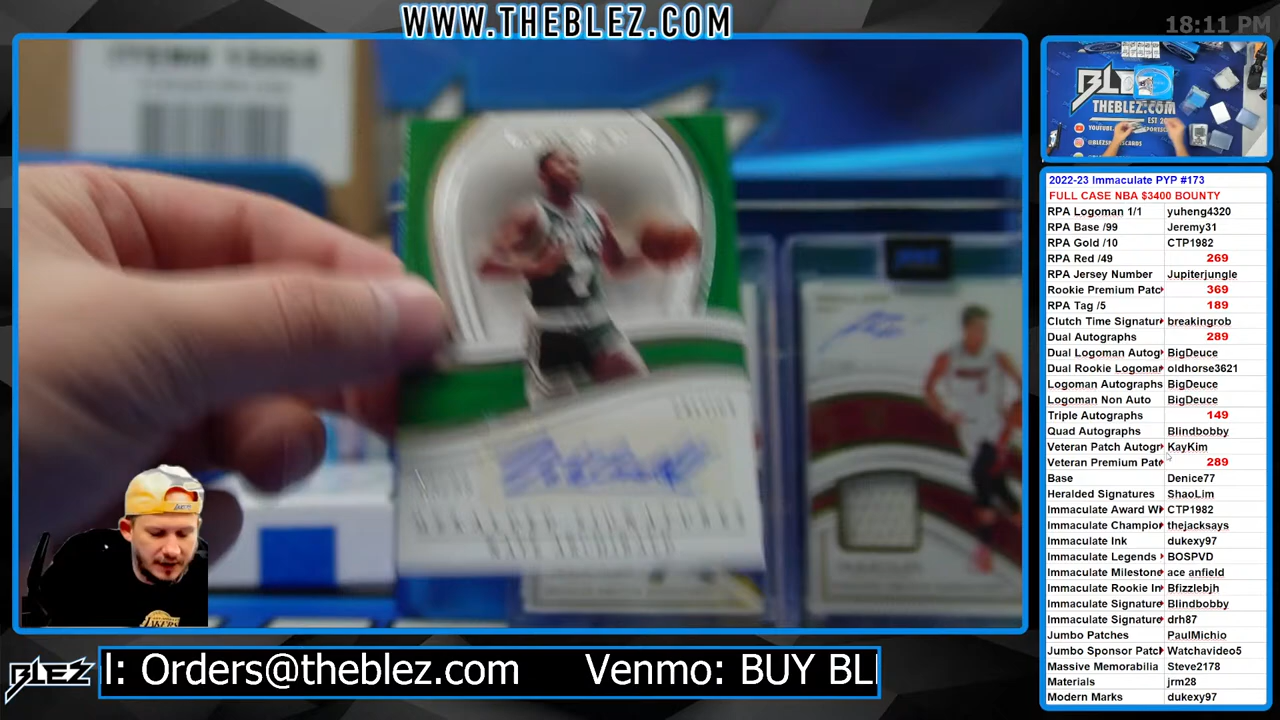 WWW.THEBLEZ.COM
18:11 PM
BLEZ
THEBLEZ.COM
2022-23 Immaculate PYP #173
FULL CASE NBA $3400 BOUNTY
RPA Logoman 1/1 yuheng4320
RPA Base /99 Jeremy31
RPA Gold /10 CTP1982
RPA Red /49 269
RPA Jersey Number Jupiterjungle
Rookie Premium Patc 369
RPA Tag /5 189
Clutch Time Signatur breakingrob
Dual Autographs 289
Dual Logoman Autog BigDeuce
Dual Rookie Logoma oldhorse3621
Logoman Autographs BigDeuce
Logoman Non Auto BigDeuce
Triple Autographs 149
Quad Autographs Blindbobby
Veteran Patch Autogr KayKim
Veteran Premium Pat 289
Base Denice77
Heralded Signatures ShaoLim
Immaculate Award Wi CTP1982
Immaculate Champio thejacksays
Immaculate Ink dukexy97
Immaculate Legends BOSPVD
Immaculate Milestone ace anfield
Immaculate Rookie In Bfizzlebjh
Immaculate Signature Blindbobby
Immaculate Signature drh87
Jumbo Patches PaulMichio
Jumbo Sponsor Patc Watchavideo5
Massive Memorabilia Steve2178
Materials jrm28
Modern Marks dukexy97
BLEZ l: Orders@theblez.com Venmo: BUY BL